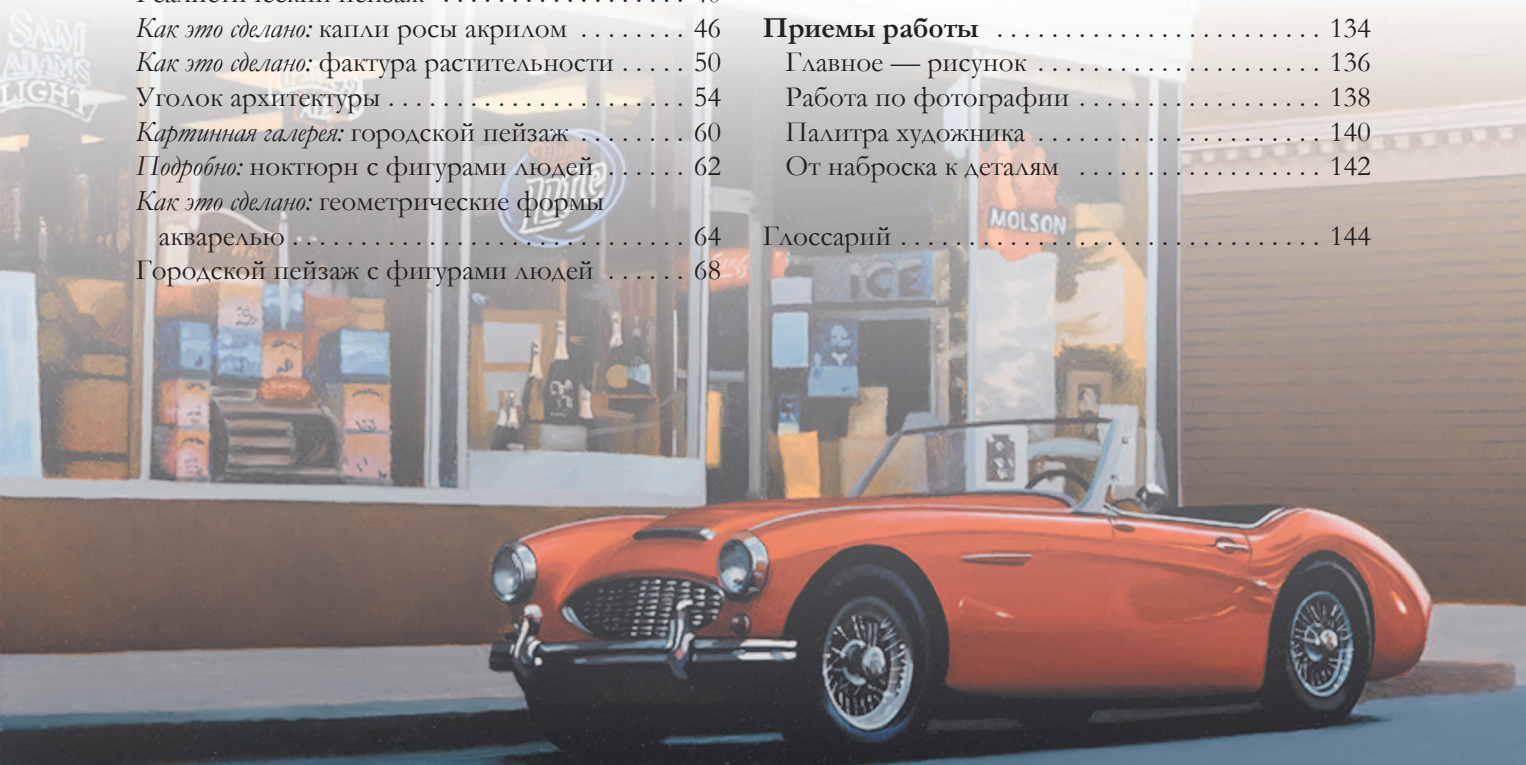 Как это сделано: капли росы акрилом ....... 46
Как это сделано: фактура растительности ..... 50
Уголок архитектуры ....................... 54
Картинная галерея: городской пейзаж ....... 60
Подробно: ноктюрн с фигурами людей ...... 62
Как это сделано: геометрические формы
акварелью ............................... 64
Городской пейзаж с фигурами людей ...... 68
Приемы работы ........................ 134
Главное — рисунок ..................... 136
Работа по фотографии .................. 138
Палитра художника ..................... 140
От наброска к деталям .................. 142
Глоссарий ............................... 144
SAM
ADAMS
LIGHT
ALE
Lite
MOLSON
ICE